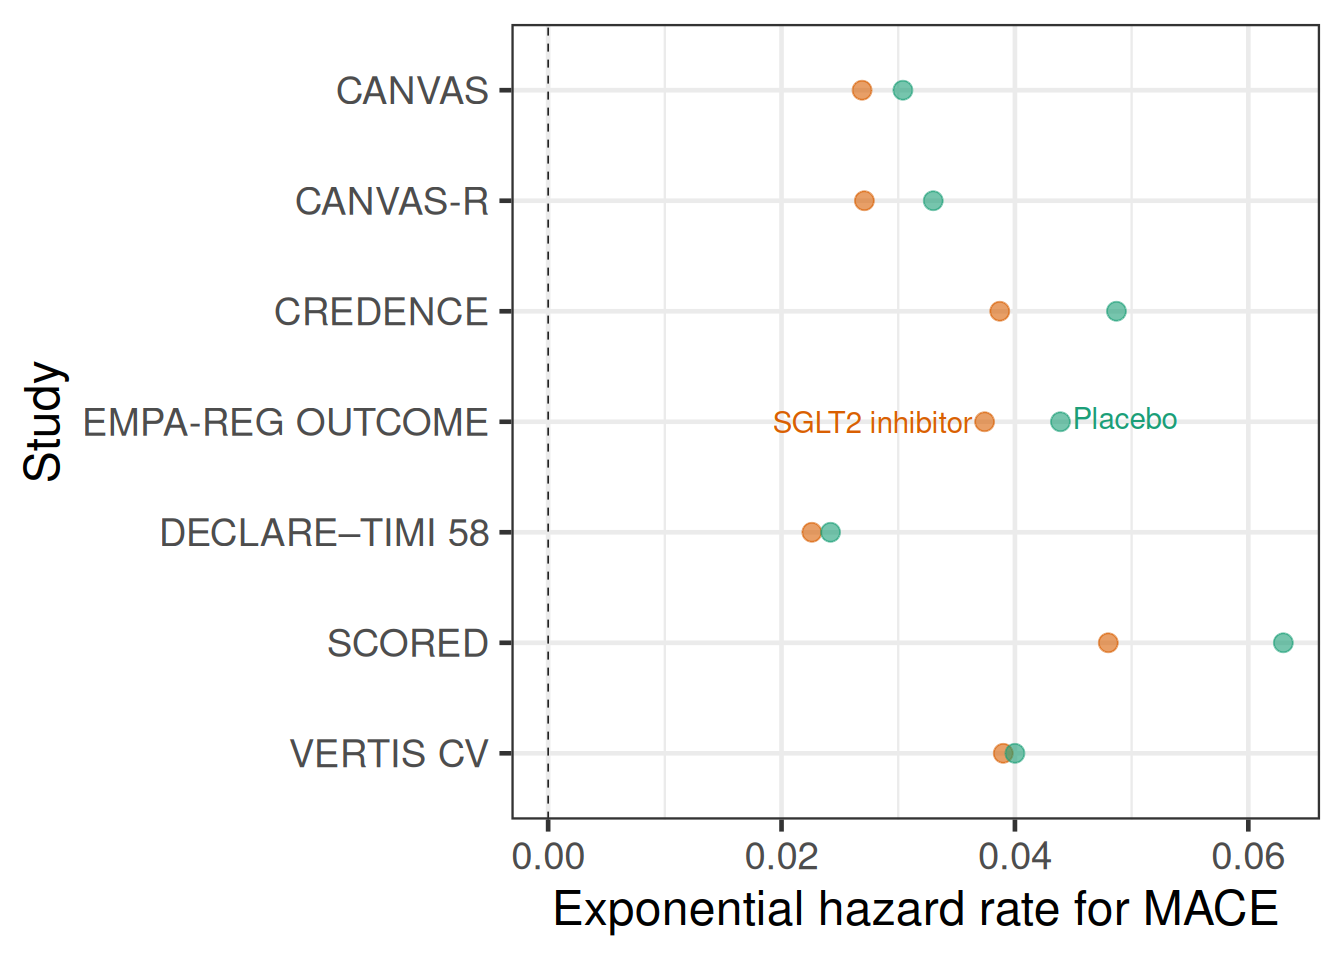 CANVAS
CANVAS-R
CREDENCE
EMPA-REG OUTCOME
SGLT2 inhibitor
Placebo
DECLARE–TIMI 58
SCORED
VERTIS CV
Study
0.00 0.02 0.04 0.06
Exponential hazard rate for MACE